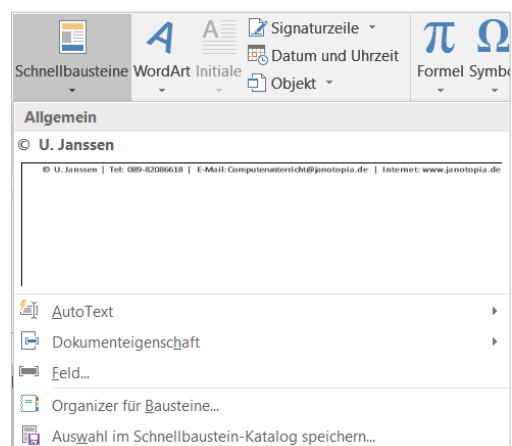 Signaturzeile
Datum und Uhrzeit
Objekt
Schnellbausteine WordArt Initiale Formel Symbo
Allgemein
© U. Janssen
© U. Janssen | Tel: 089-82086618 | E-Mail: Computerunterricht@janotopia.de | Internet: www.janotopia.de
AutoText
Dokumenteigenschaft
Feld...
Organizer für Bausteine...
Auswahl im Schnellbaustein-Katalog speichern...